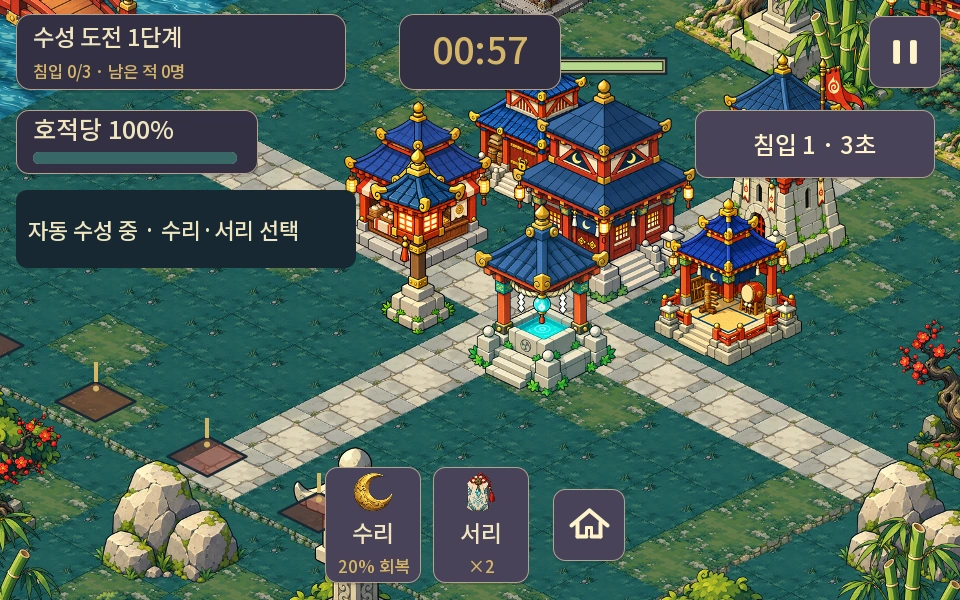 수성 도전 1단계
침입 0/3 · 남은 적 0명
00:57
호적당 100%
침입 1 · 3초
자동 수성 중 · 수리·서리 선택
수리
20% 회복
서리
×2